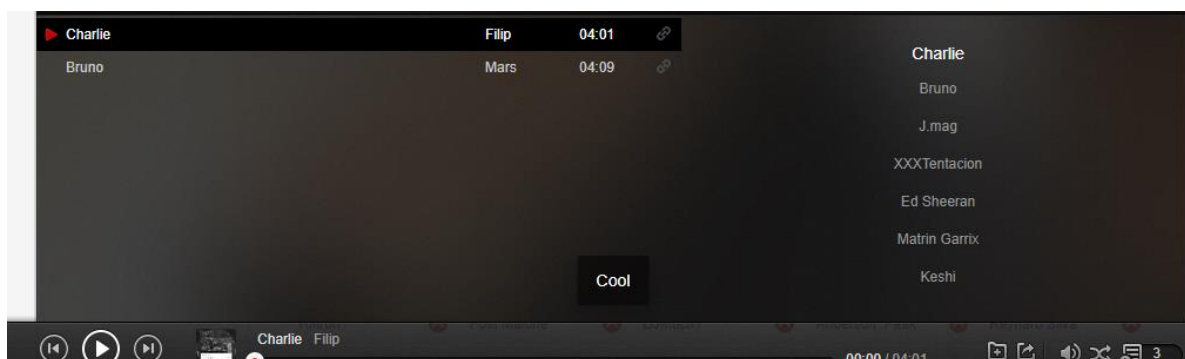 Charlie Filip 04:01
Bruno Mars 04:09
Charlie
Bruno
J.mag
XXXTentacion
Ed Sheeran
Matrin Garrix
Keshi
Cool
Charlie Filip
00:00 / 04:01
3